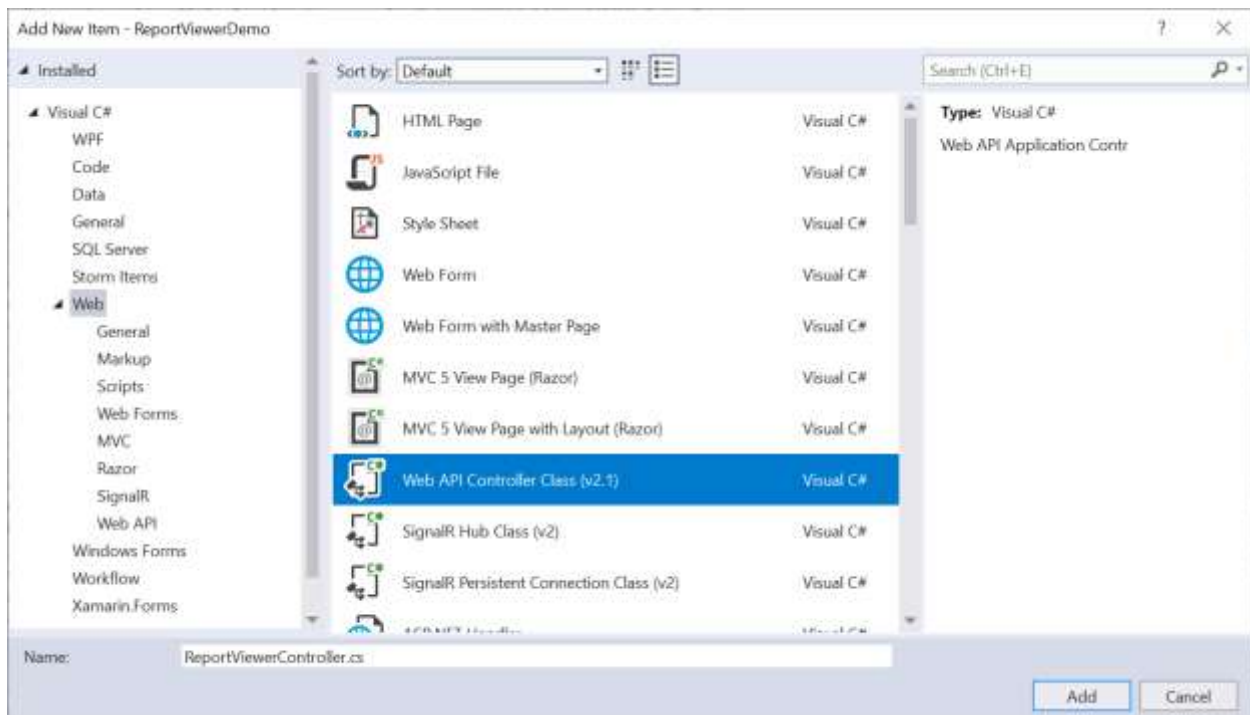 Add New Item - ReportViewerDemo
Installed
Sort by: Default
Search (Ctrl+E)
Visual C#
WPF
Code
Data
General
SQL Server
Storm Items
Web
General
Markup
Scripts
Web Forms
MVC
Razor
SignalR
Web API
Windows Forms
Workflow
Xamarin.Forms
HTML Page Visual C#
JavaScript File Visual C#
Style Sheet Visual C#
Web Form Visual C#
Web Form with Master Page Visual C#
MVC 5 View Page (Razor) Visual C#
MVC 5 View Page with Layout (Razor) Visual C#
Web API Controller Class (v2.1) Visual C#
SignalR Hub Class (v2) Visual C#
SignalR Persistent Connection Class (v2) Visual C#
Type: Visual C#
Web API Application Contr
Name: ReportViewerController.cs
Add Cancel